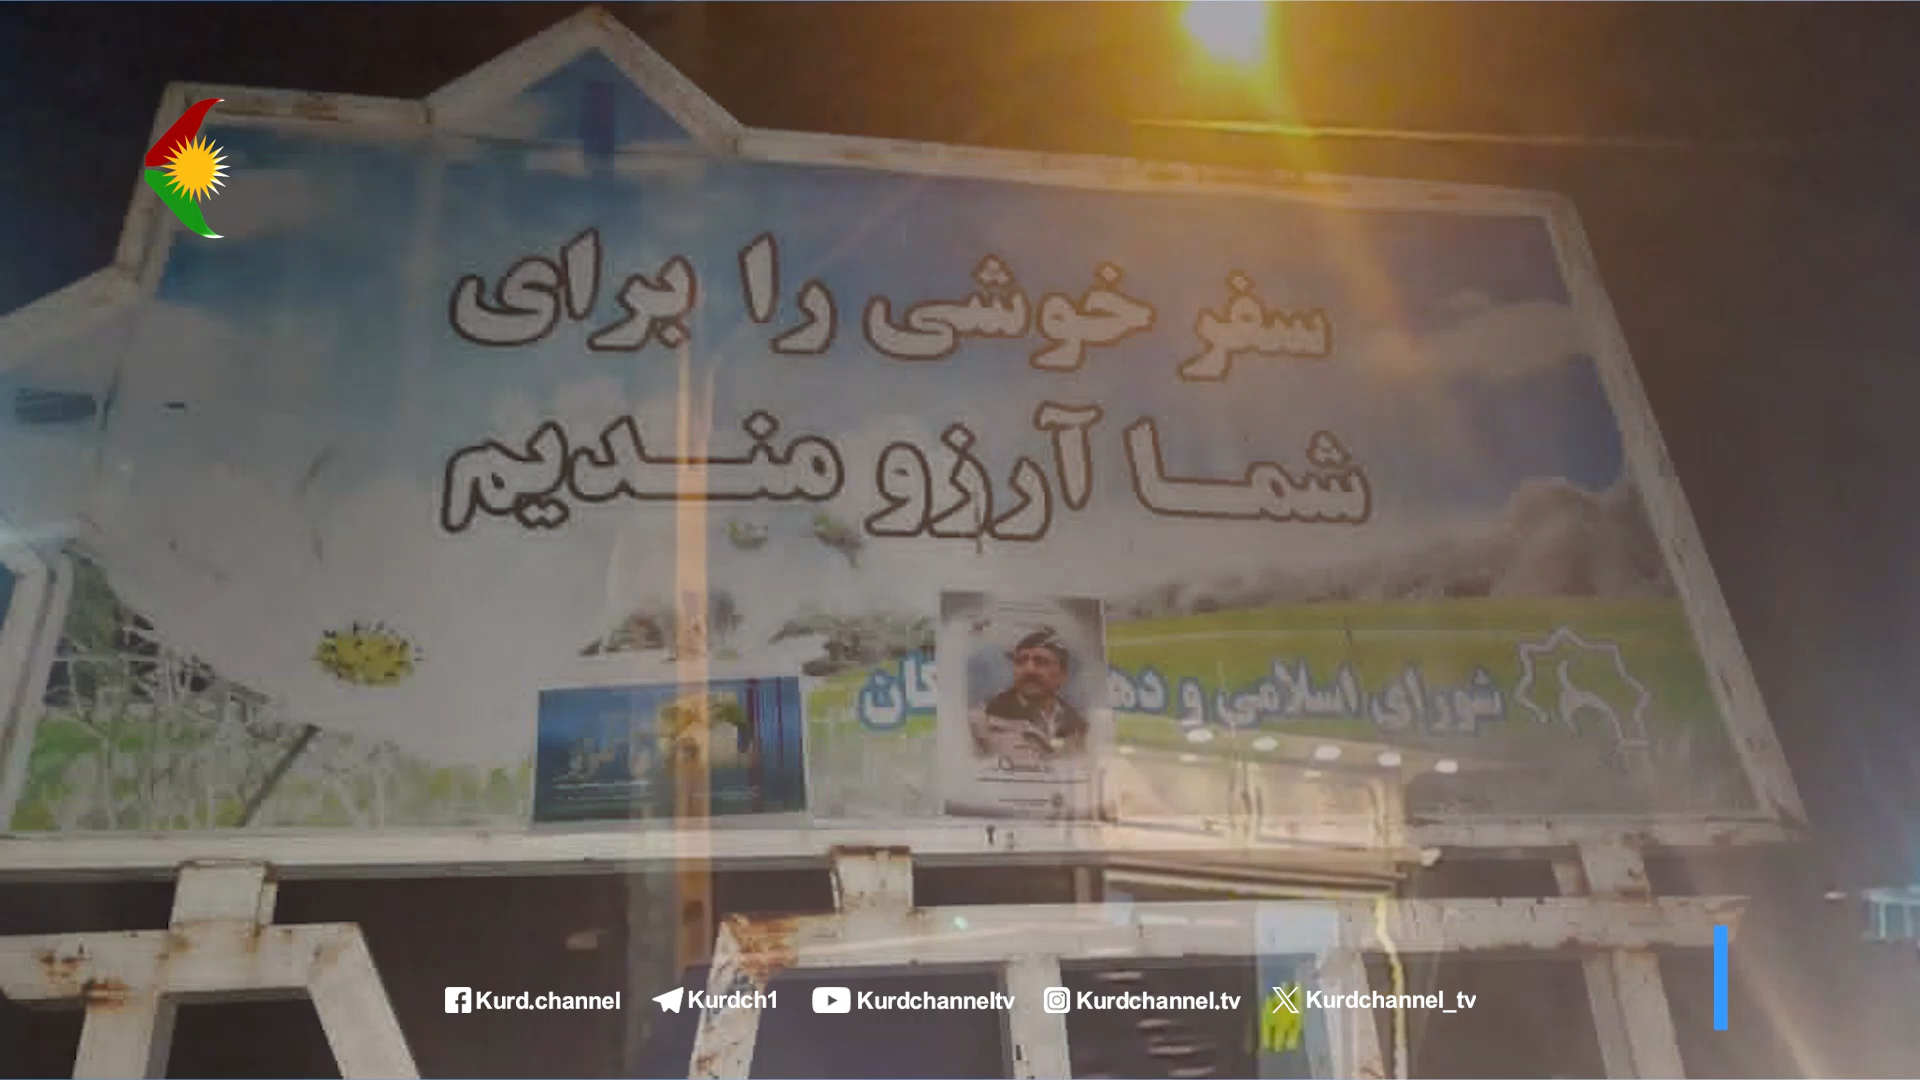 سفر خوشی را برای
شما آرزو مندیم
شورای اسلامی و
Kurd.channel
Kurdch1
Kurdchanneltv
Kurdchannel.tv
Kurdchannel_tv